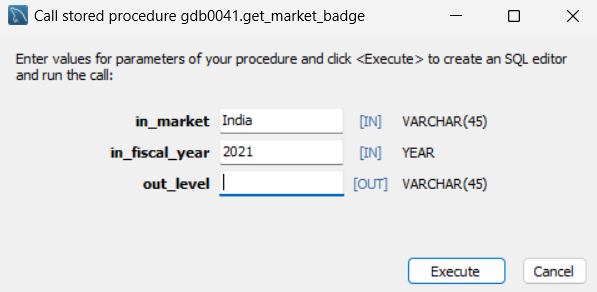 Call stored procedure gdb0041.get_market_badge
Enter values for parameters of your procedure and click <Execute> to create an SQL editor
and run the call:
in_market India [IN] VARCHAR(45)
in_fiscal_year 2021 [IN] YEAR
out_level [OUT] VARCHAR(45)
Execute Cancel